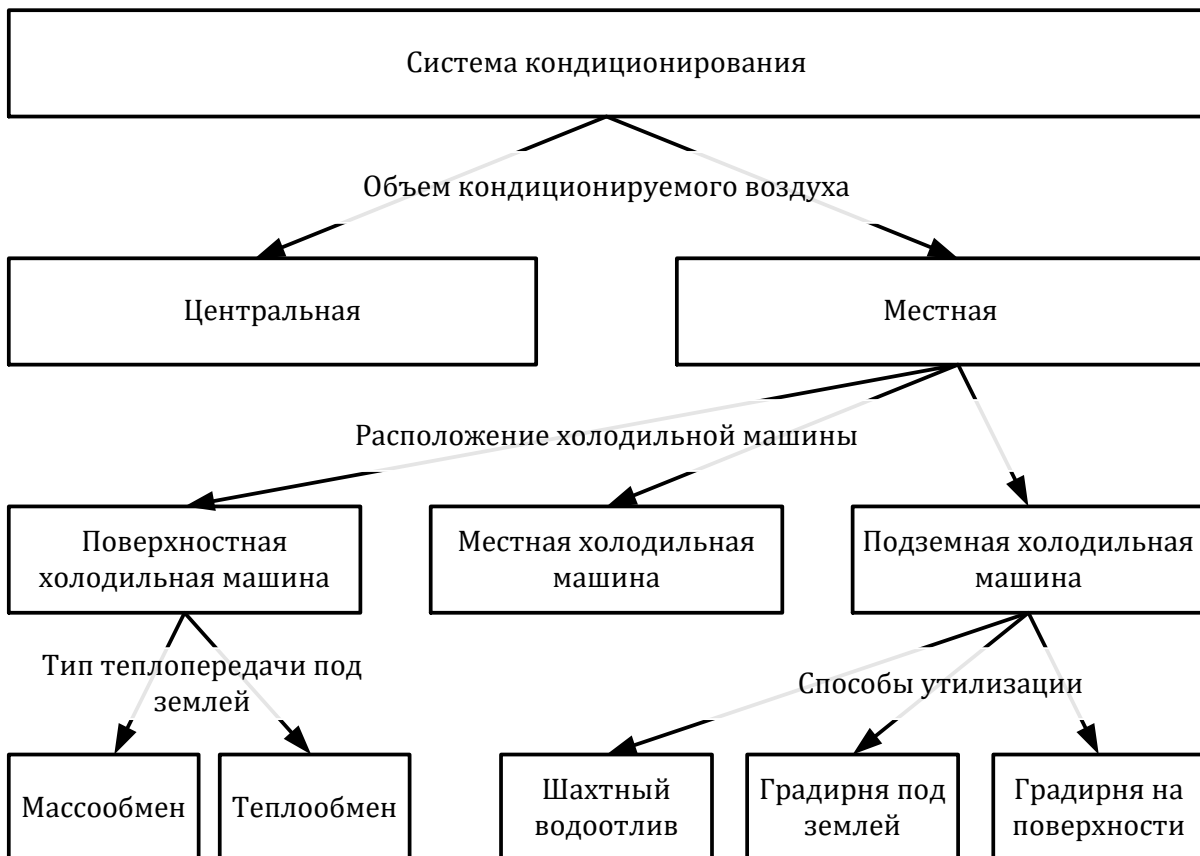 Система кондиционирования
Объем кондиционируемого воздуха
Центральная
Местная
Расположение холодильной машины
Поверхностная
холодильная машина
Местная холодильная
машина
Подземная холодильная
машина
Тип теплопередачи под
землей
Способы утилизации
Массообмен
Теплообмен
Шахтный
водоотлив
Градирня под
землей
Градирня на
поверхности